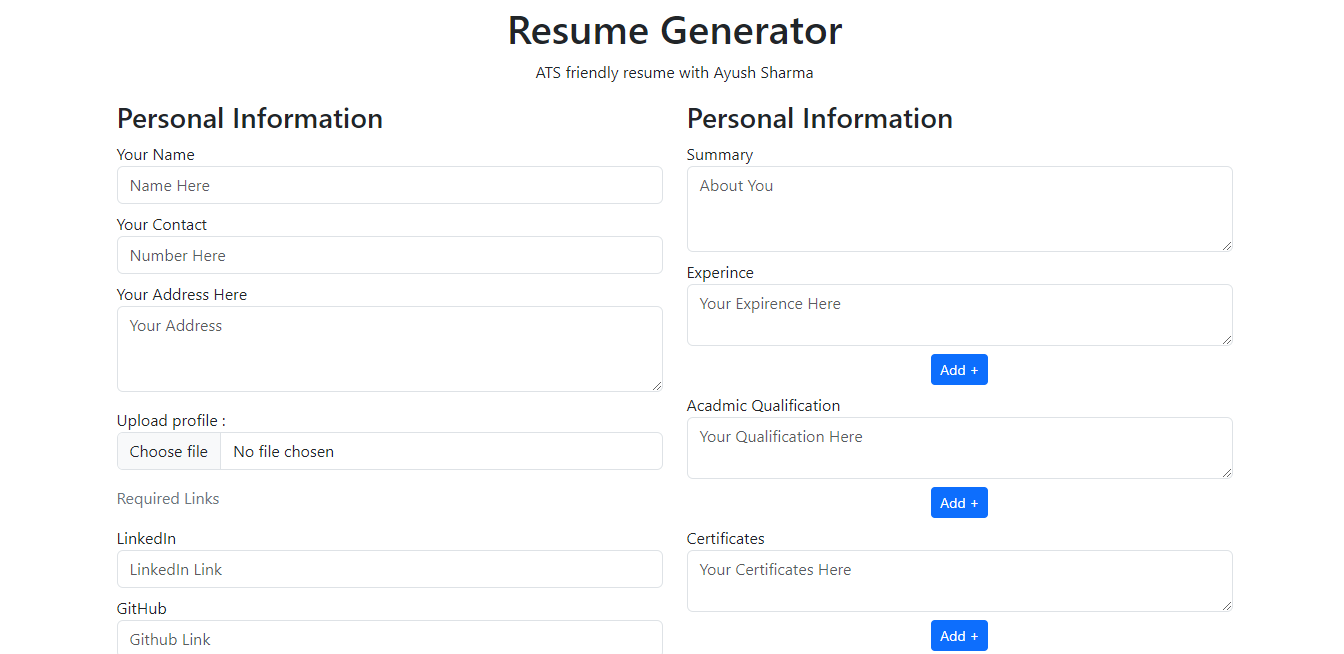 Resume Generator
ATS friendly resume with Ayush Sharma
Personal Information
Your Name
Name Here
Your Contact
Number Here
Your Address Here
Your Address
Upload profile :
Choose file No file chosen
Required Links
LinkedIn
LinkedIn Link
GitHub
Github Link
Personal Information
Summary
About You
Experince
Your Expirence Here
Add +
Acadmic Qualification
Your Qualification Here
Add +
Certificates
Your Certificates Here
Add +